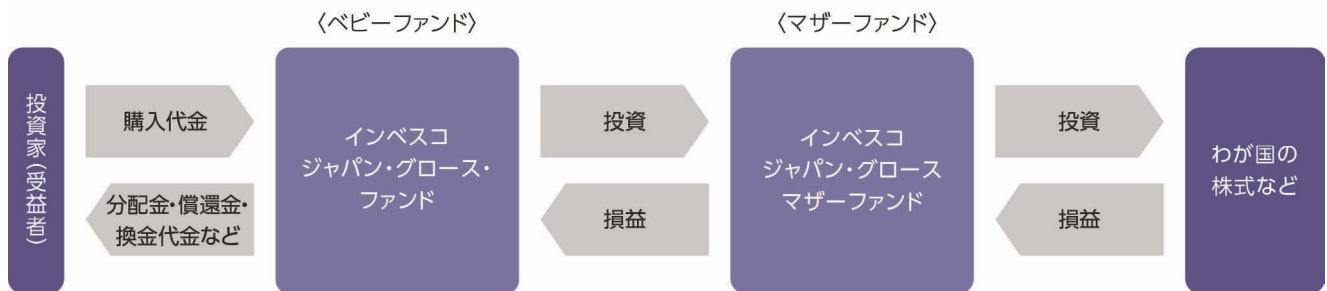 〈ベビーファンド〉
〈マザーファンド〉
投資家(受益者)
購入代金
分配金・償還金・
換金代金など
インベスコ
ジャパン・グロース・
ファンド
投資
損益
インベスコ
ジャパン・グロース
マザーファンド
投資
損益
わが国の
株式など